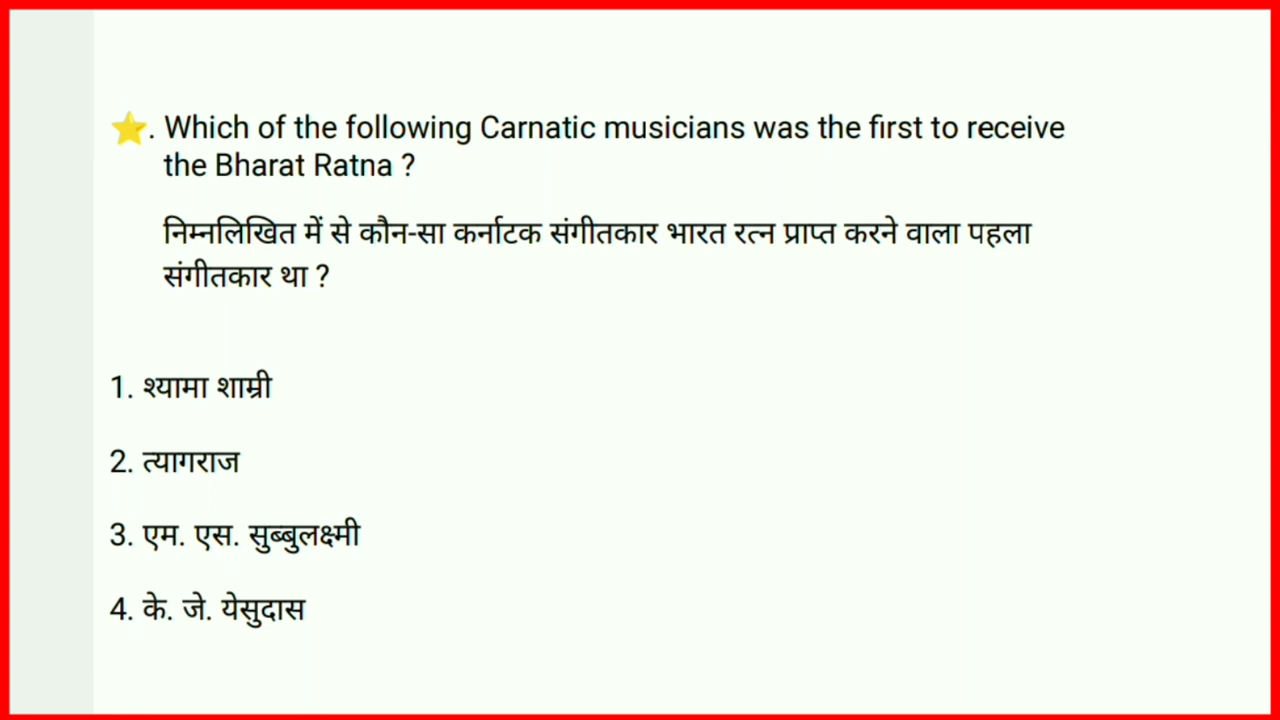 ⭐. Which of the following Carnatic musicians was the first to receive
the Bharat Ratna ?
निम्नलिखित में से कौन-सा कर्नाटक संगीतकार भारत रत्न प्राप्त करने वाला पहला
संगीतकार था ?
1. श्यामा शाम्री
2. त्यागराज
3. एम. एस. सुब्बुलक्ष्मी
4. के. जे. येसुदास